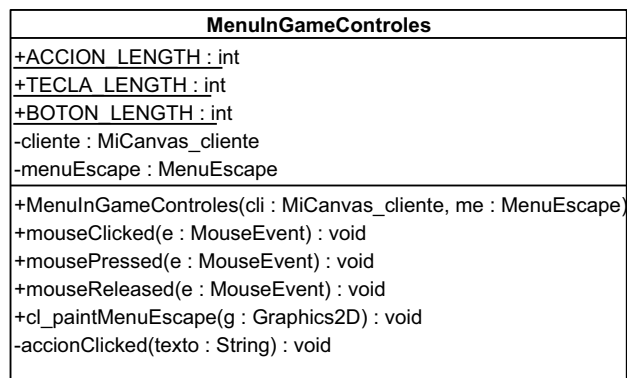 MenuInGameControles
+ACCION_LENGTH : int
+TECLA_LENGTH : int
+BOTON_LENGTH : int
-cliente : MiCanvas_cliente
-menuEscape : MenuEscape
+MenuInGameControles(cli : MiCanvas_cliente, me : MenuEscape)
+mouseClicked(e : MouseEvent) : void
+mousePressed(e : MouseEvent) : void
+mouseReleased(e : MouseEvent) : void
+cl_paintMenuEscape(g : Graphics2D) : void
-accionClicked(texto : String) : void